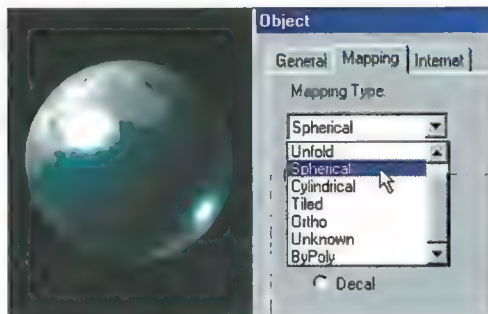 Object
General Mapping Internet
Mapping Type:
Spherical
Unfold
Spherical
Cylindrical
Tiled
Ortho
Unknown
ByPoly
Decal